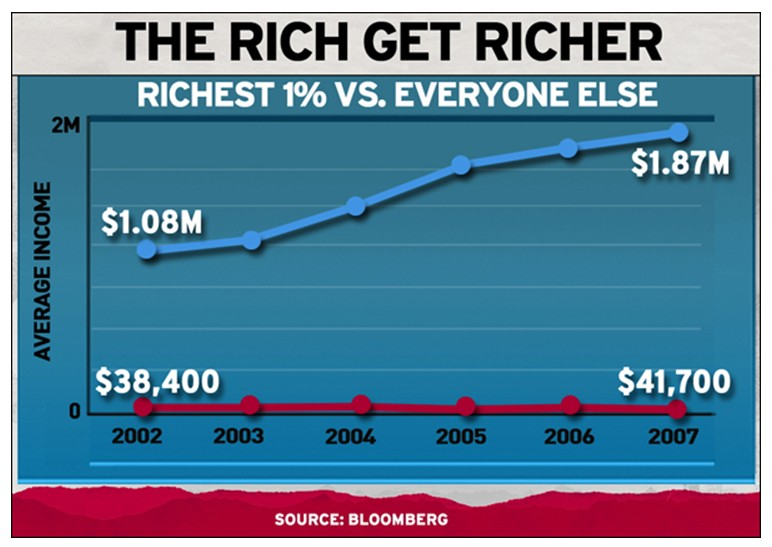 THE RICH GET RICHER
RICHEST 1% VS. EVERYONE ELSE
2M
AVERAGE INCOME
$1.08M
$1.87M
$38,400
$41,700
0
2002 2003 2004 2005 2006 2007
SOURCE: BLOOMBERG